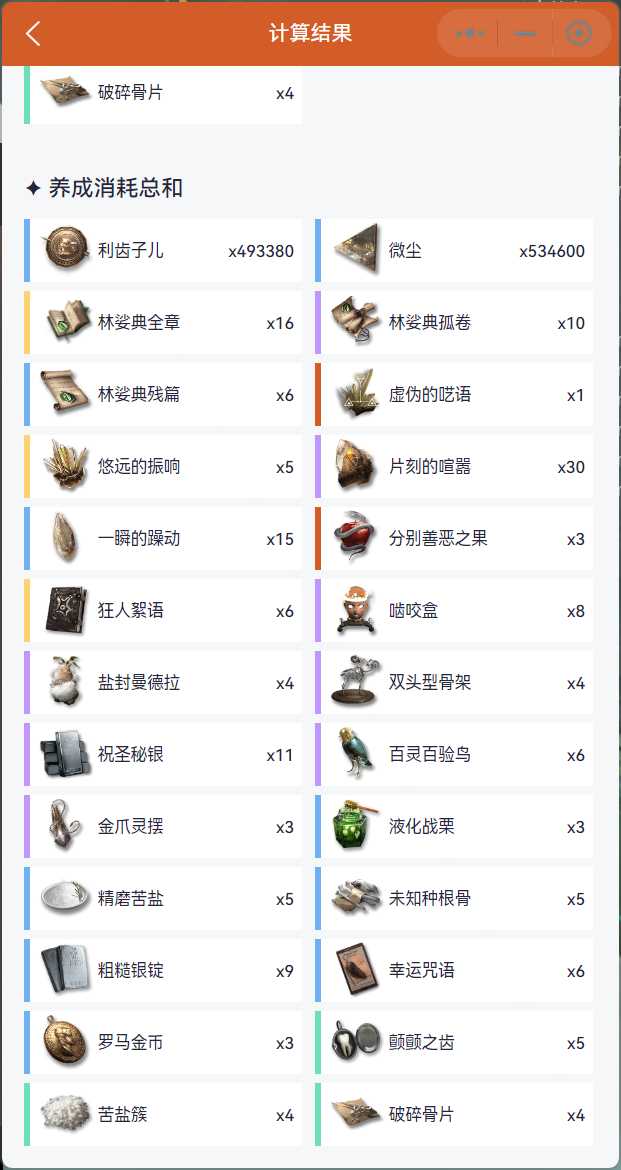 计算结果
破碎骨片 x4
养成消耗总和
利齿子儿 x493380
微尘 x534600
林娑典全章 x16
林娑典孤卷 x10
林娑典残篇 x6
虚伪的呓语 x1
悠远的振响 x5
片刻的喧嚣 x30
一瞬的躁动 x15
分别善恶之果 x3
狂人絮语 x6
啮咬盒 x8
盐封曼德拉 x4
双头型骨架 x4
祝圣秘银 x11
百灵百验鸟 x6
金爪灵摆 x3
液化战栗 x3
精磨苦盐 x5
未知种根骨 x5
粗糙银锭 x9
幸运咒语 x6
罗马金币 x3
颤颤之齿 x5
苦盐簇 x4
破碎骨片 x4